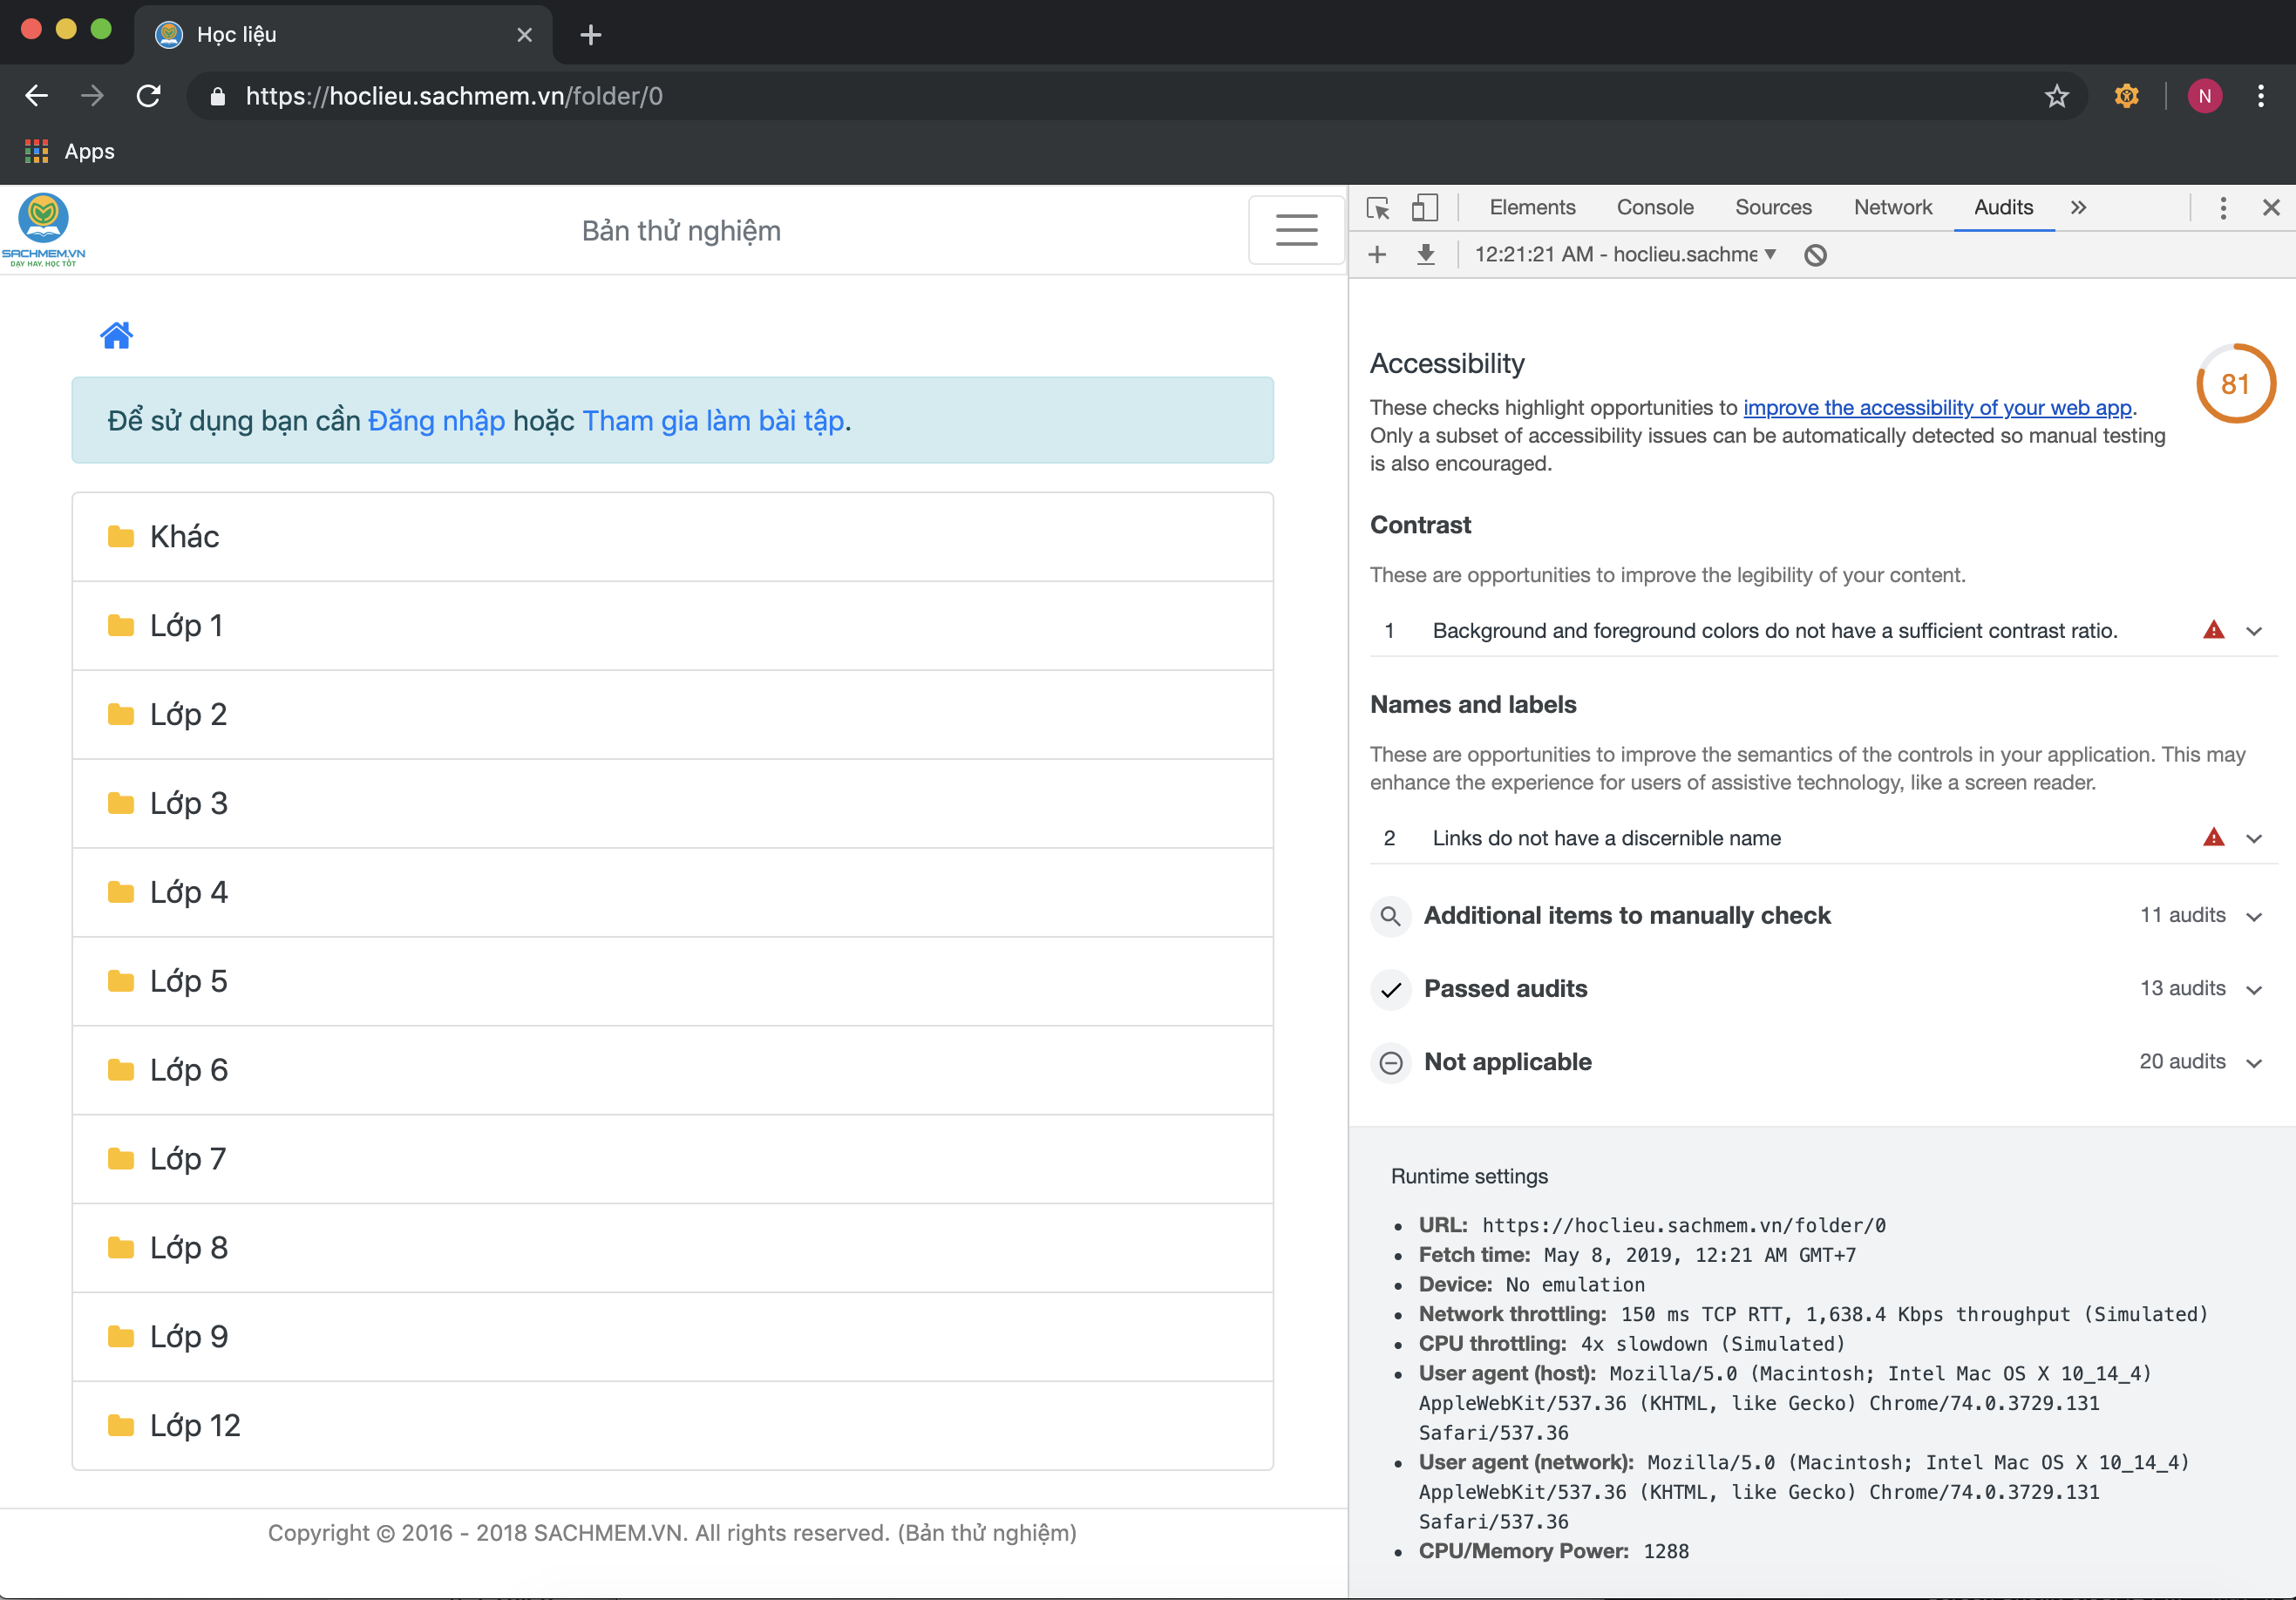 Học liệu
https://hoclieu.sachmem.vn/folder/0
N
Apps
SACHMEM.VN
DẠY HAY, HỌC TỐT
Bản thử nghiệm
Để sử dụng bạn cần Đăng nhập hoặc Tham gia làm bài tập.
Khác
Lớp 1
Lớp 2
Lớp 3
Lớp 4
Lớp 5
Lớp 6
Lớp 7
Lớp 8
Lớp 9
Lớp 12
Copyright © 2016 - 2018 SACHMEM.VN. All rights reserved. (Bản thử nghiệm)
Elements Console Sources Network Audits
12:21:21 AM - hoclieu.sachme
Accessibility
81
These checks highlight opportunities to improve the accessibility of your web app.
Only a subset of accessibility issues can be automatically detected so manual testing
is also encouraged.
Contrast
These are opportunities to improve the legibility of your content.
1 Background and foreground colors do not have a sufficient contrast ratio.
Names and labels
These are opportunities to improve the semantics of the controls in your application. This may
enhance the experience for users of assistive technology, like a screen reader.
2 Links do not have a discernible name
Additional items to manually check 11 audits
Passed audits 13 audits
Not applicable 20 audits
Runtime settings
• URL: https://hoclieu.sachmem.vn/folder/0
• Fetch time: May 8, 2019, 12:21 AM GMT+7
• Device: No emulation
• Network throttling: 150 ms TCP RTT, 1,638.4 Kbps throughput (Simulated)
• CPU throttling: 4x slowdown (Simulated)
• User agent (host): Mozilla/5.0 (Macintosh; Intel Mac OS X 10_14_4)
AppleWebKit/537.36 (KHTML, like Gecko) Chrome/74.0.3729.131
Safari/537.36
• User agent (network): Mozilla/5.0 (Macintosh; Intel Mac OS X 10_14_4)
AppleWebKit/537.36 (KHTML, like Gecko) Chrome/74.0.3729.131
Safari/537.36
• CPU/Memory Power: 1288